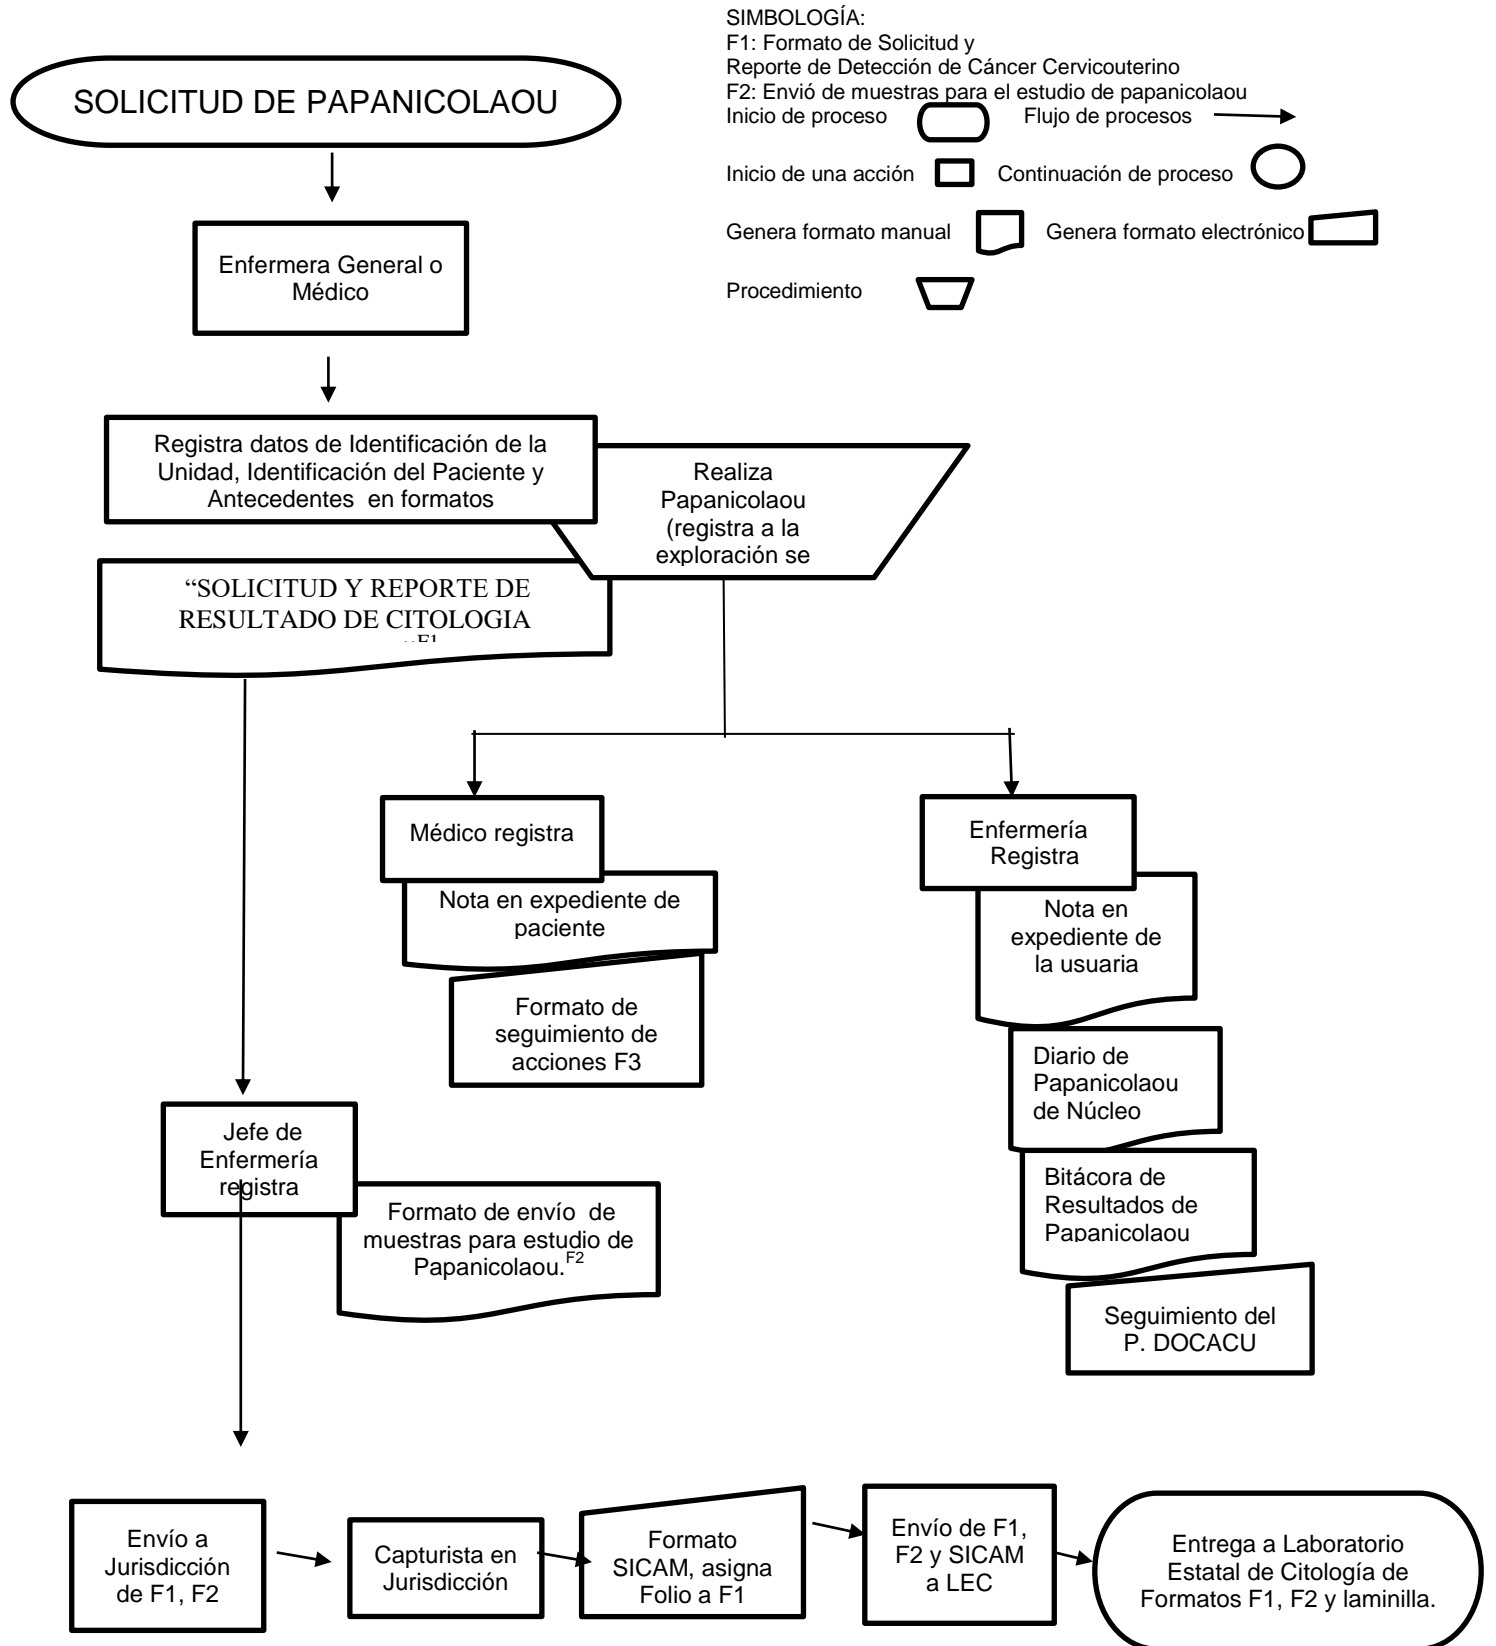 SIMBOLOGÍA:
F1: Formato de Solicitud y
Reporte de Detección de Cáncer Cervicouterino
F2: Envió de muestras para el estudio de papanicolaou
Inicio de proceso
Flujo de procesos
Inicio de una acción
Continuación de proceso
Genera formato manual
Genera formato electrónico
Procedimiento
SOLICITUD DE PAPANICOLAOU
Enfermera General o
Médico
Registra datos de Identificación de la
Unidad, Identificación del Paciente y
Antecedentes en formatos
Realiza
Papanicolaou
(registra a la
exploración se
“SOLICITUD Y REPORTE DE
RESULTADO DE CITOLOGIA
F1
Médico registra
Nota en expediente de
paciente
Formato de
seguimiento de
acciones F3
Enfermería
Registra
Nota en
expediente de
la usuaria
Diario de
Papanicolaou
de Núcleo
Bitácora de
Resultados de
Papanicolaou
Seguimiento del
P. DOCACU
Jefe de
Enfermería
registra
Formato de envío de
muestras para estudio de
Papanicolaou.F2
Envío a
Jurisdicción
de F1, F2
Capturista en
Jurisdicción
Formato
SICAM, asigna
Folio a F1
Envío de F1,
F2 y SICAM
a LEC
Entrega a Laboratorio
Estatal de Citología de
Formatos F1, F2 y laminilla.